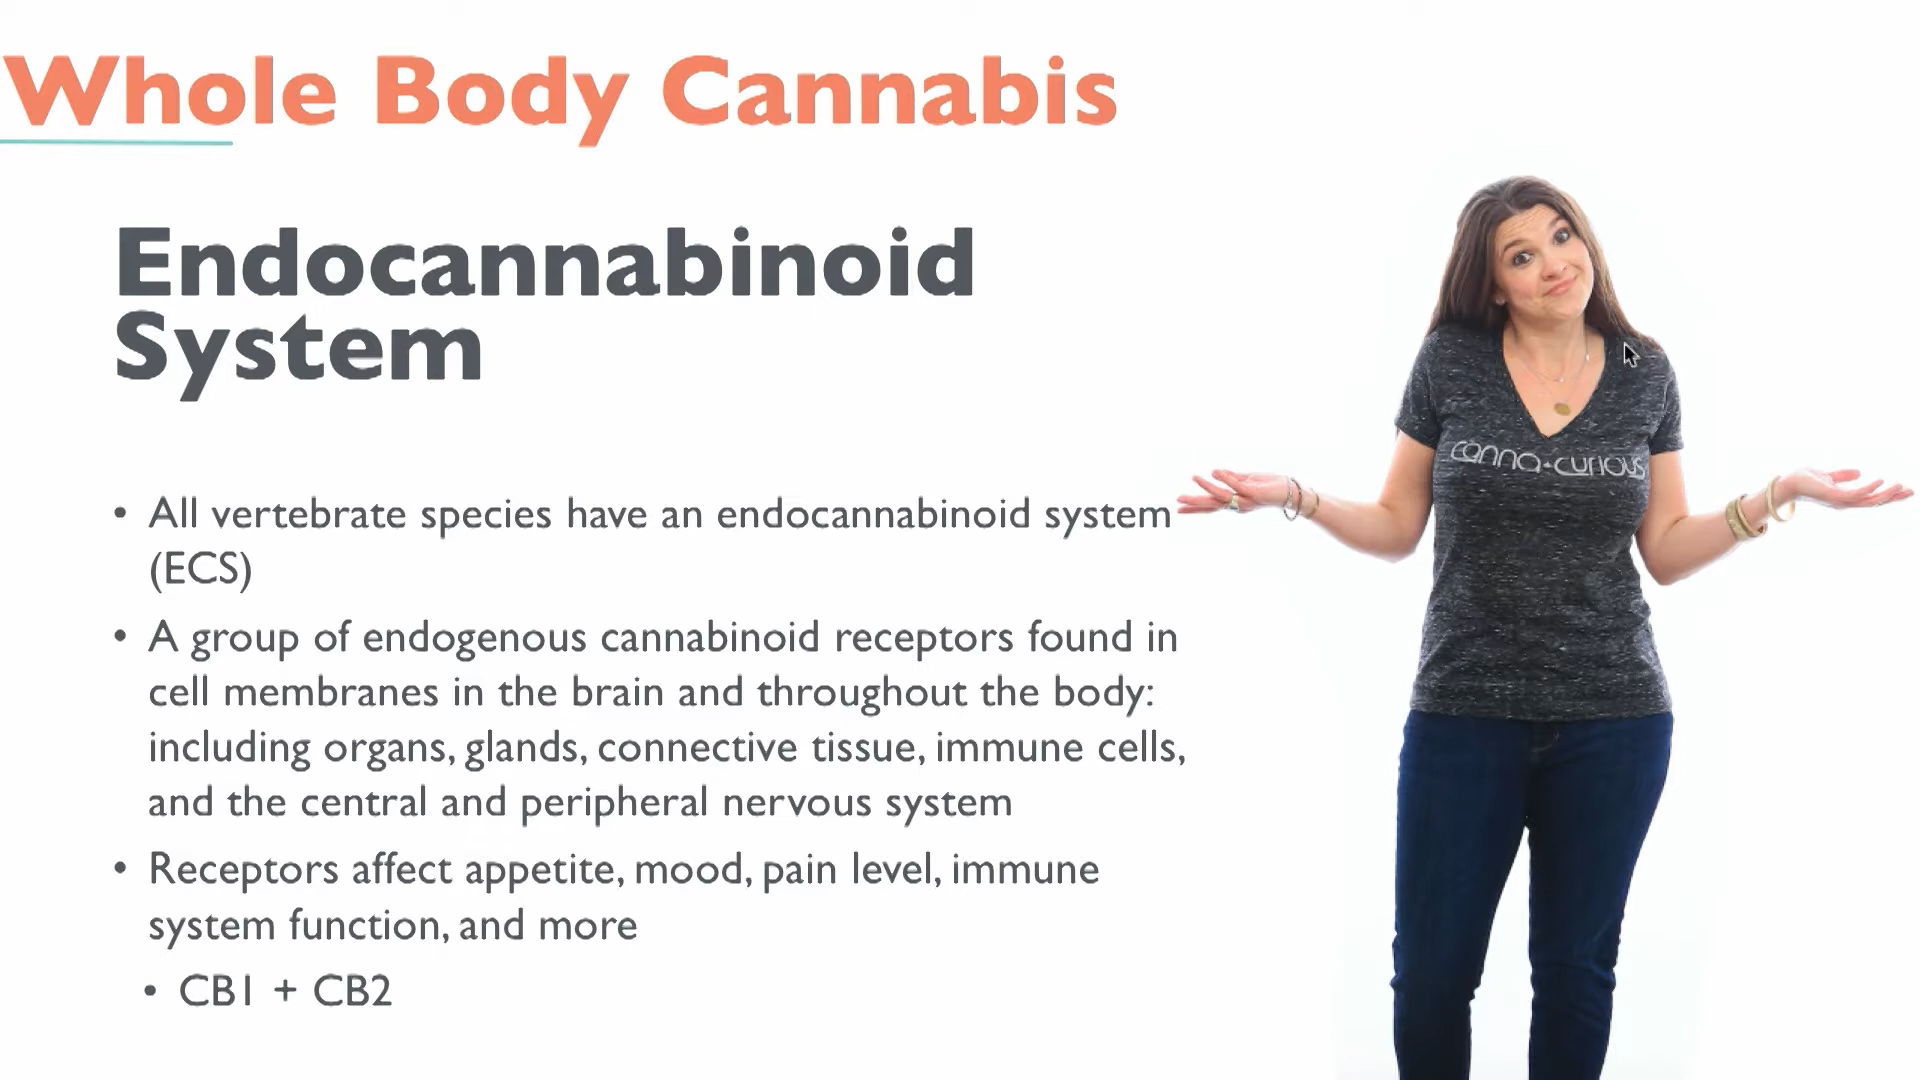 Whole Body Cannabis
Endocannabinoid
System
• All vertebrate species have an endocannabinoid system
(ECS)
• A group of endogenous cannabinoid receptors found in
cell membranes in the brain and throughout the body:
including organs, glands, connective tissue, immune cells,
and the central and peripheral nervous system
• Receptors affect appetite, mood, pain level, immune
system function, and more
• CB1 + CB2
canna•curious